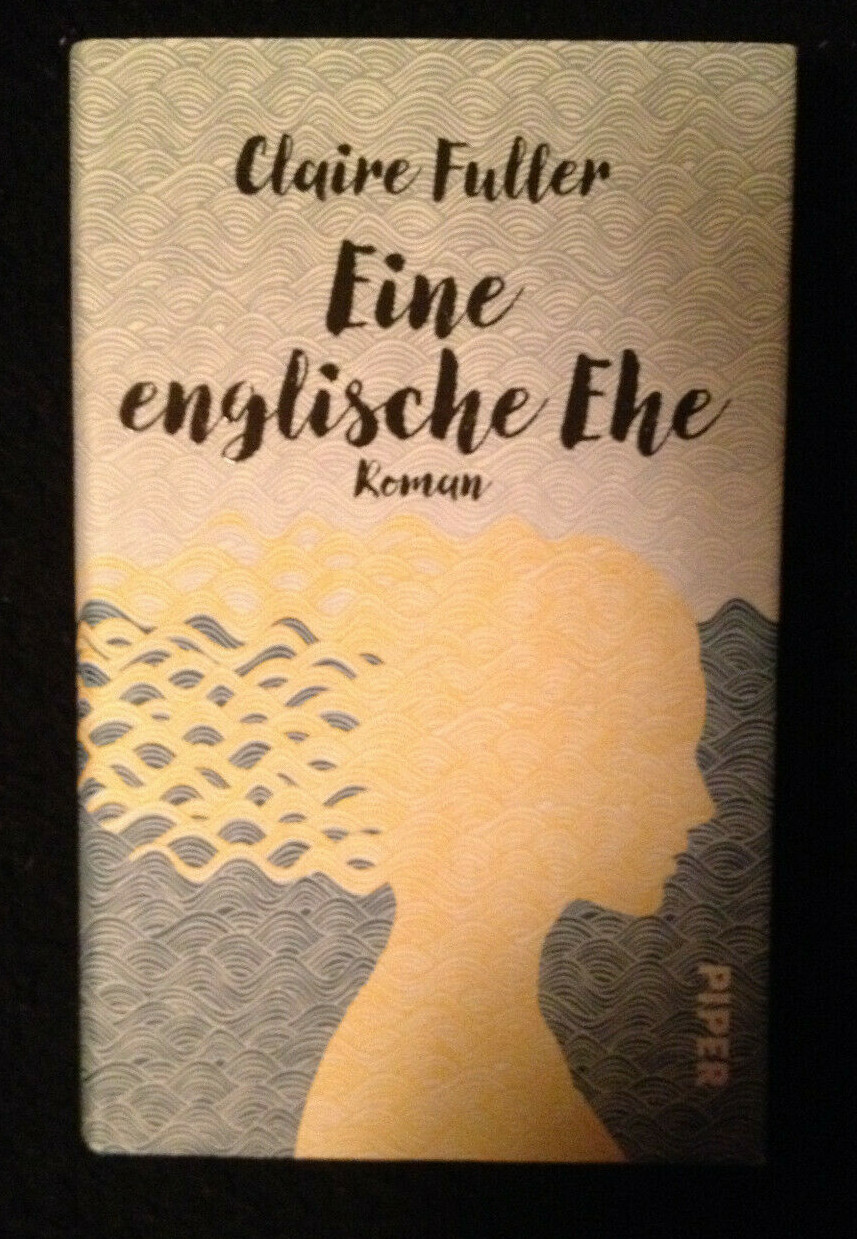 Claire Fuller
Eine
englische Ehe
Roman
PIPER